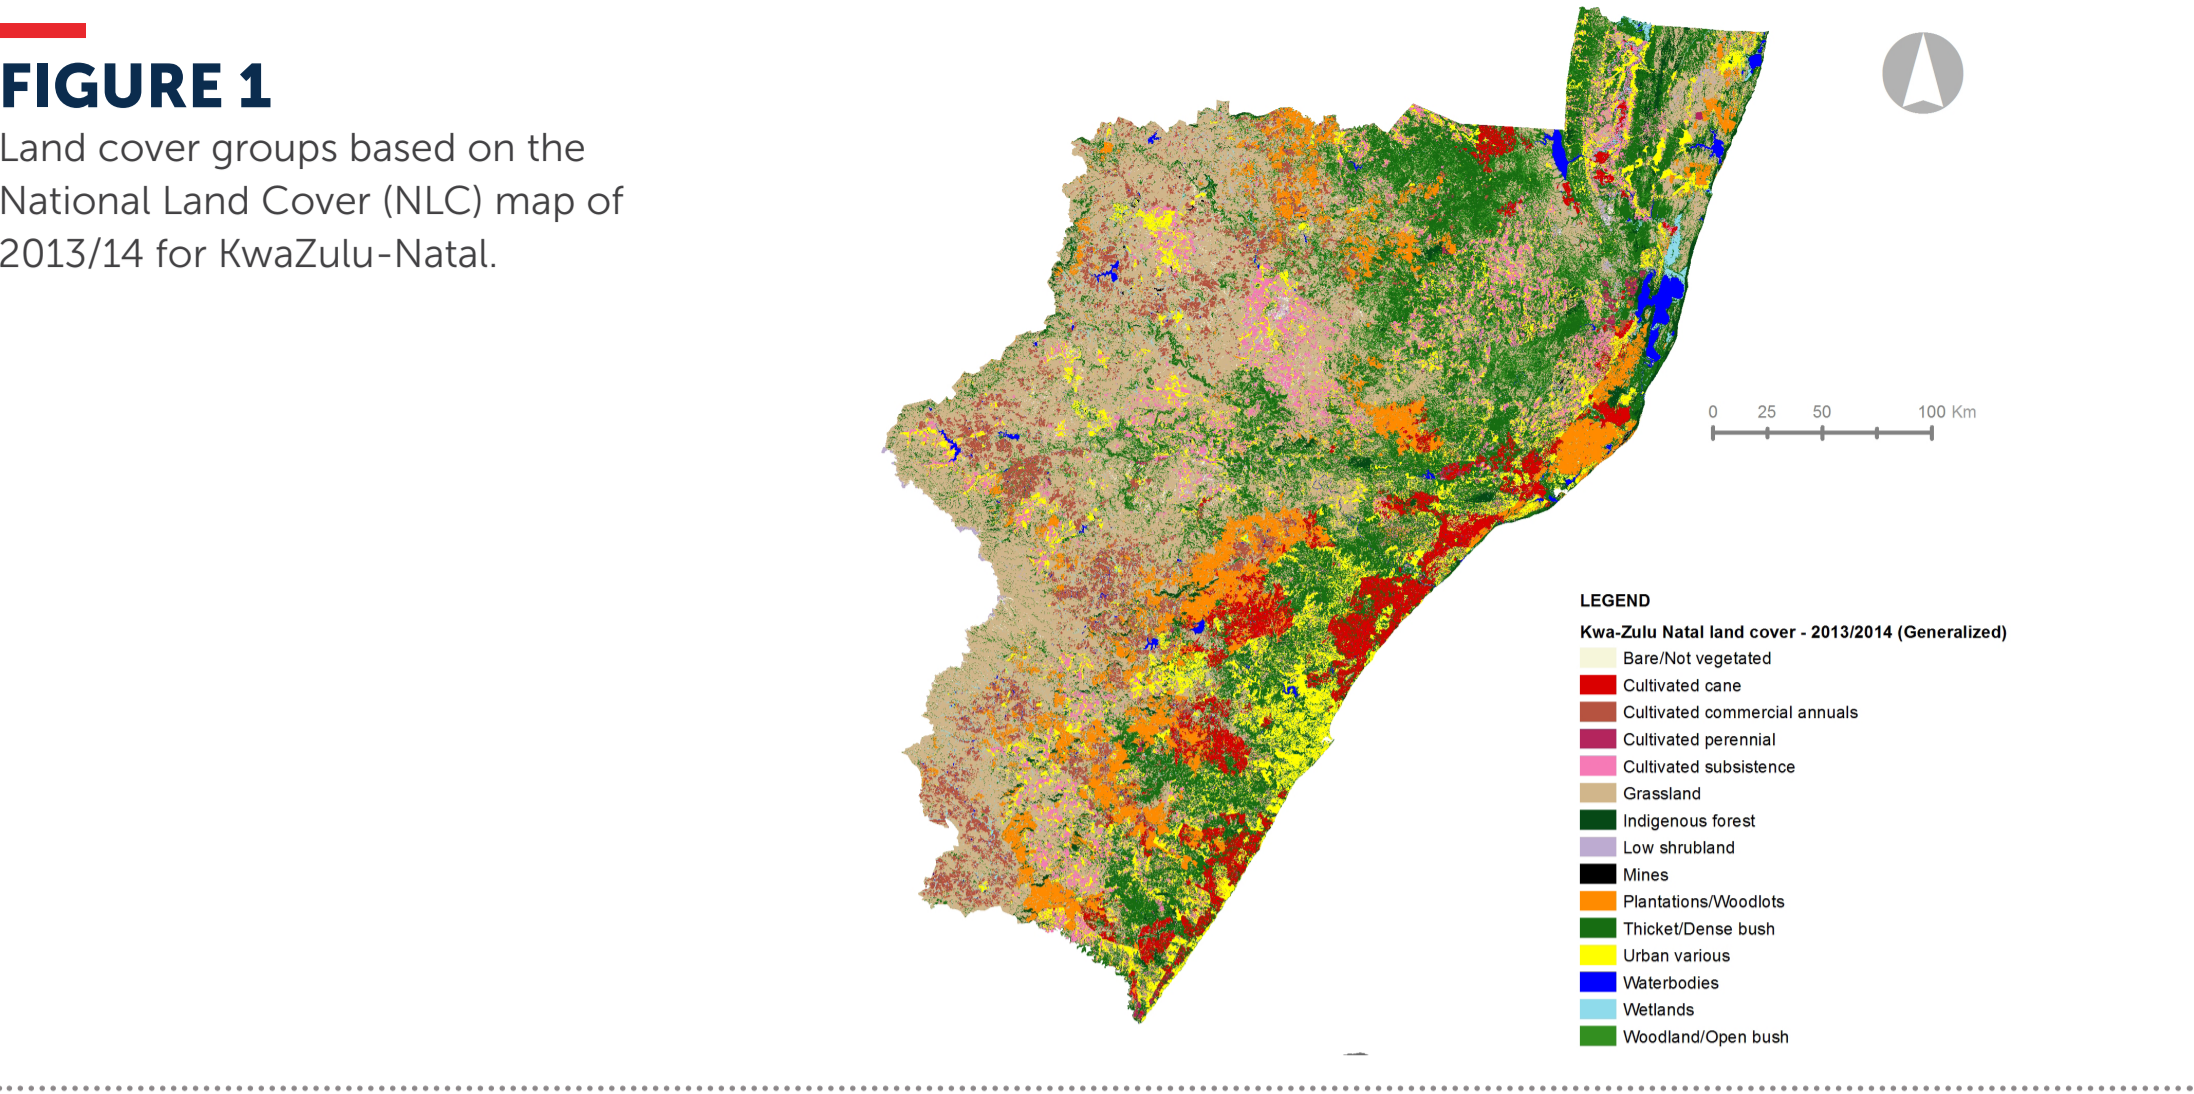 FIGURE 1
Land cover groups based on the
National Land Cover (NLC) map of
2013/14 for KwaZulu-Natal.
0 25 50 100 Km
LEGEND
Kwa-Zulu Natal land cover - 2013/2014 (Generalized)
Bare/Not vegetated
Cultivated cane
Cultivated commercial annuals
Cultivated perennial
Cultivated subsistence
Grassland
Indigenous forest
Low shrubland
Mines
Plantations/Woodlots
Thicket/Dense bush
Urban various
Waterbodies
Wetlands
Woodland/Open bush